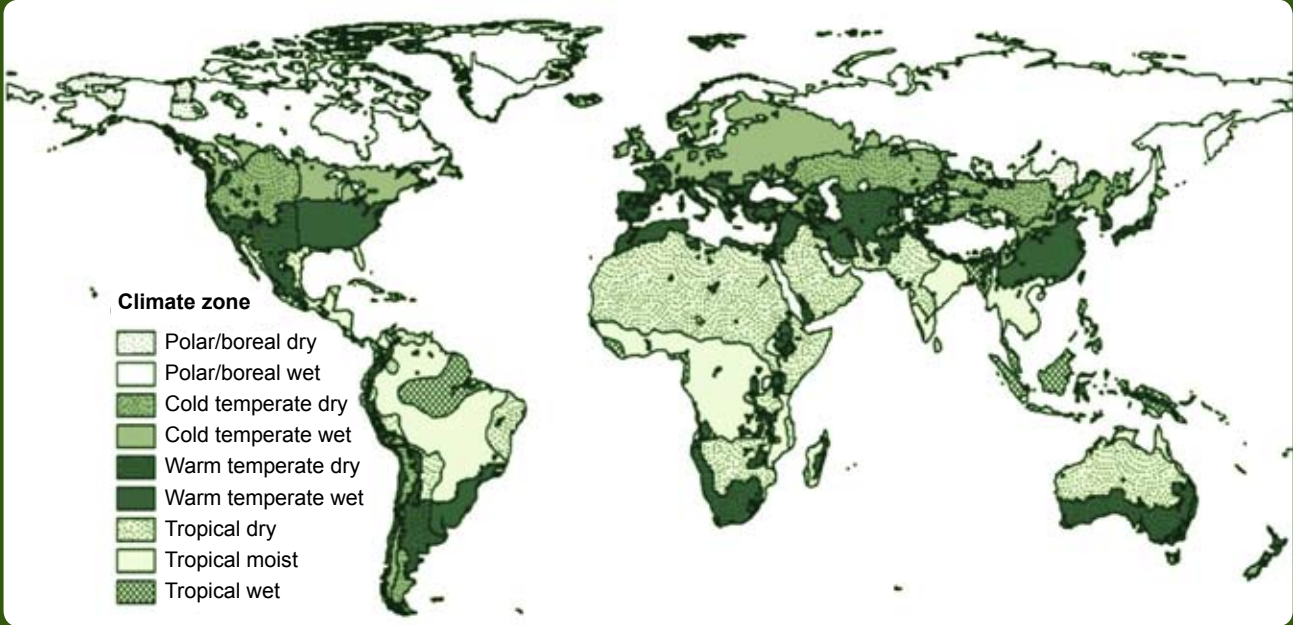 Climate zone
Polar/boreal dry
Polar/boreal wet
Cold temperate dry
Cold temperate wet
Warm temperate dry
Warm temperate wet
Tropical dry
Tropical moist
Tropical wet